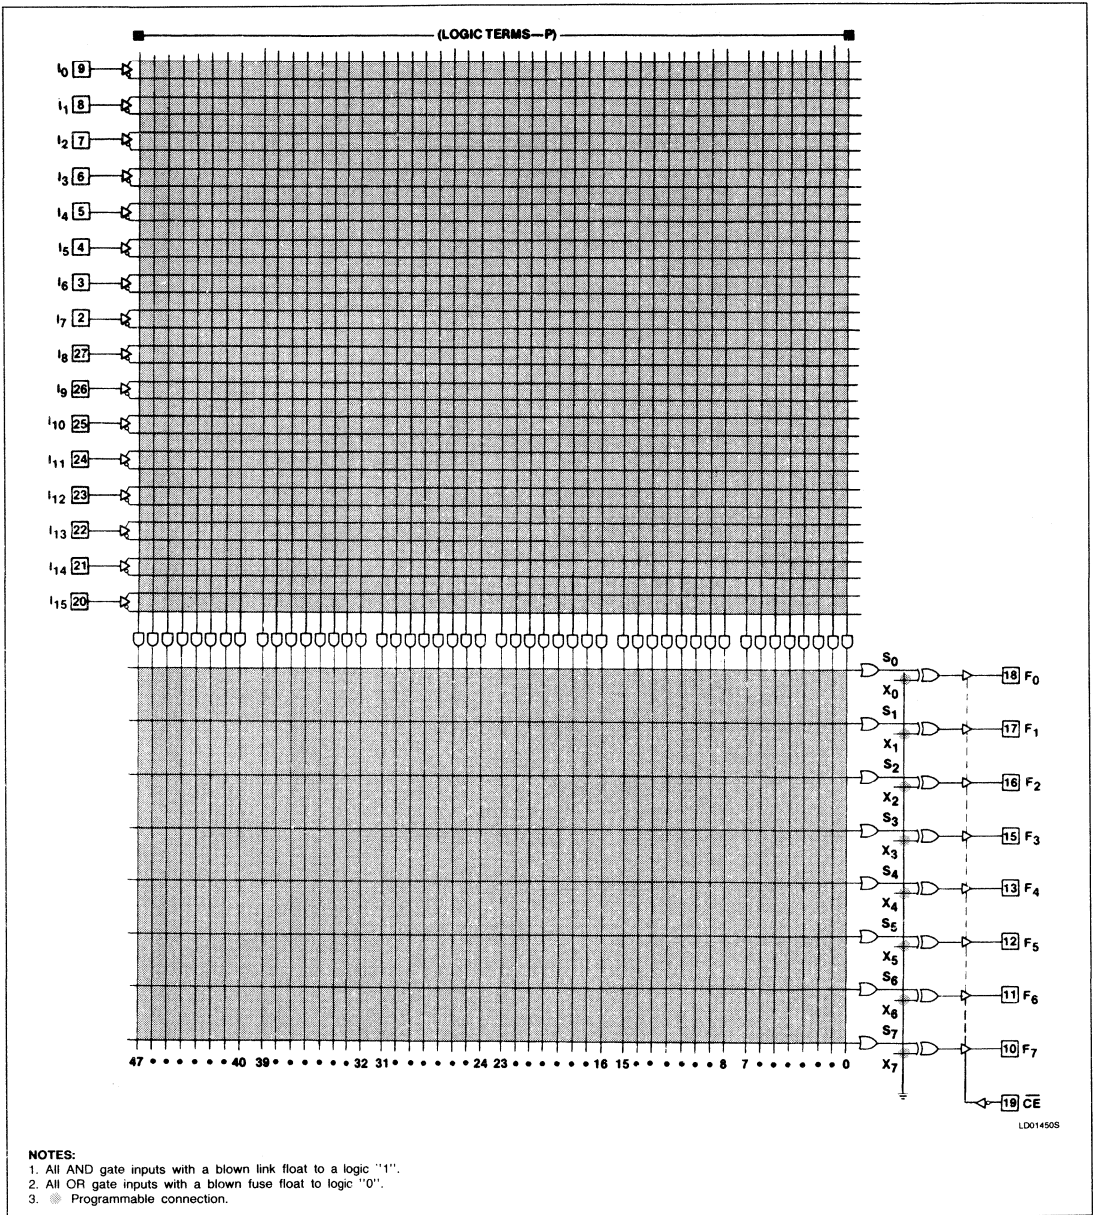 (LOGIC TERMS—P)
I0 9
I1 8
I2 7
I3 6
I4 5
I5 4
I6 3
I7 2
I8 27
I9 26
I10 25
I11 24
I12 23
I13 22
I14 21
I15 20
S0
X0
18 F0
S1
X1
17 F1
S2
X2
16 F2
S3
X3
15 F3
S4
X4
13 F4
S5
X5
12 F5
S6
X6
11 F6
S7
X7
10 F7
47 • • • • • • 40 39 • • • • • • 32 31 • • • • • • 24 23 • • • • • • 16 15 • • • • • • 8 7 • • • • • • 0
19 C̅E̅
LD01450S
NOTES:
1. All AND gate inputs with a blown link float to a logic "1".
2. All OR gate inputs with a blown fuse float to logic "0".
3. Programmable connection.